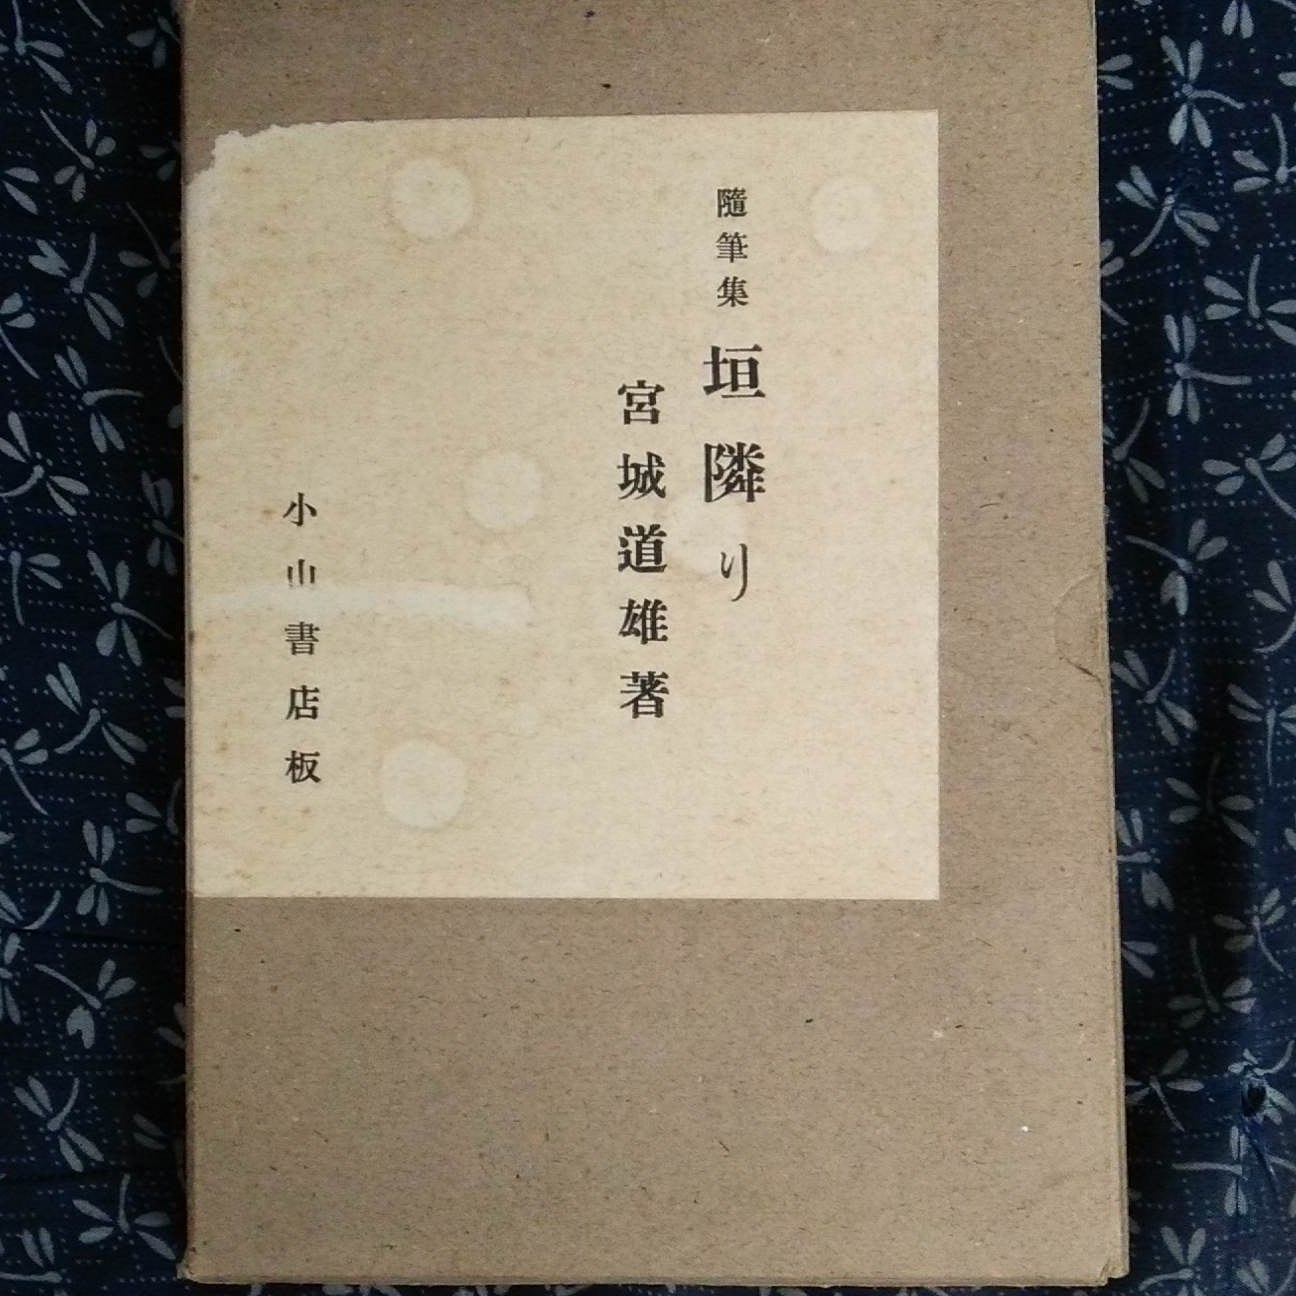 隨筆集 垣隣り
宮城道雄著
小山書店板